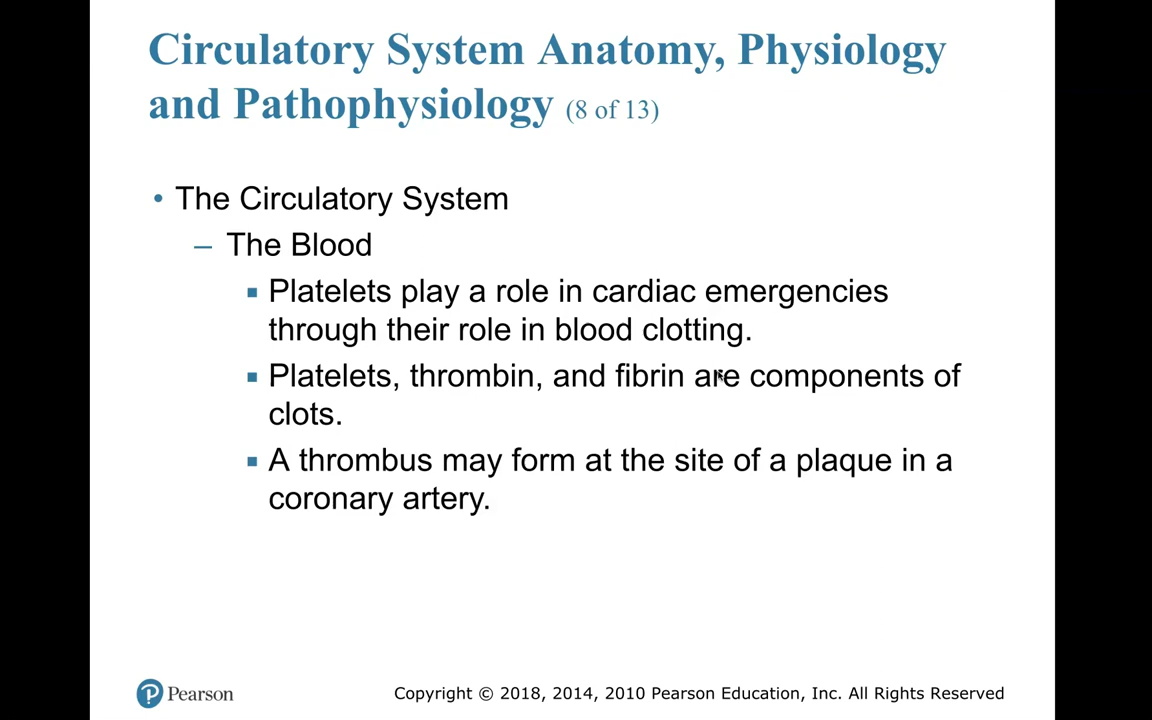 Circulatory System Anatomy, Physiology
and Pathophysiology (8 of 13)
• The Circulatory System
– The Blood
▪ Platelets play a role in cardiac emergencies
through their role in blood clotting.
▪ Platelets, thrombin, and fibrin are components of
clots.
▪ A thrombus may form at the site of a plaque in a
coronary artery.
Pearson
Copyright © 2018, 2014, 2010 Pearson Education, Inc. All Rights Reserved